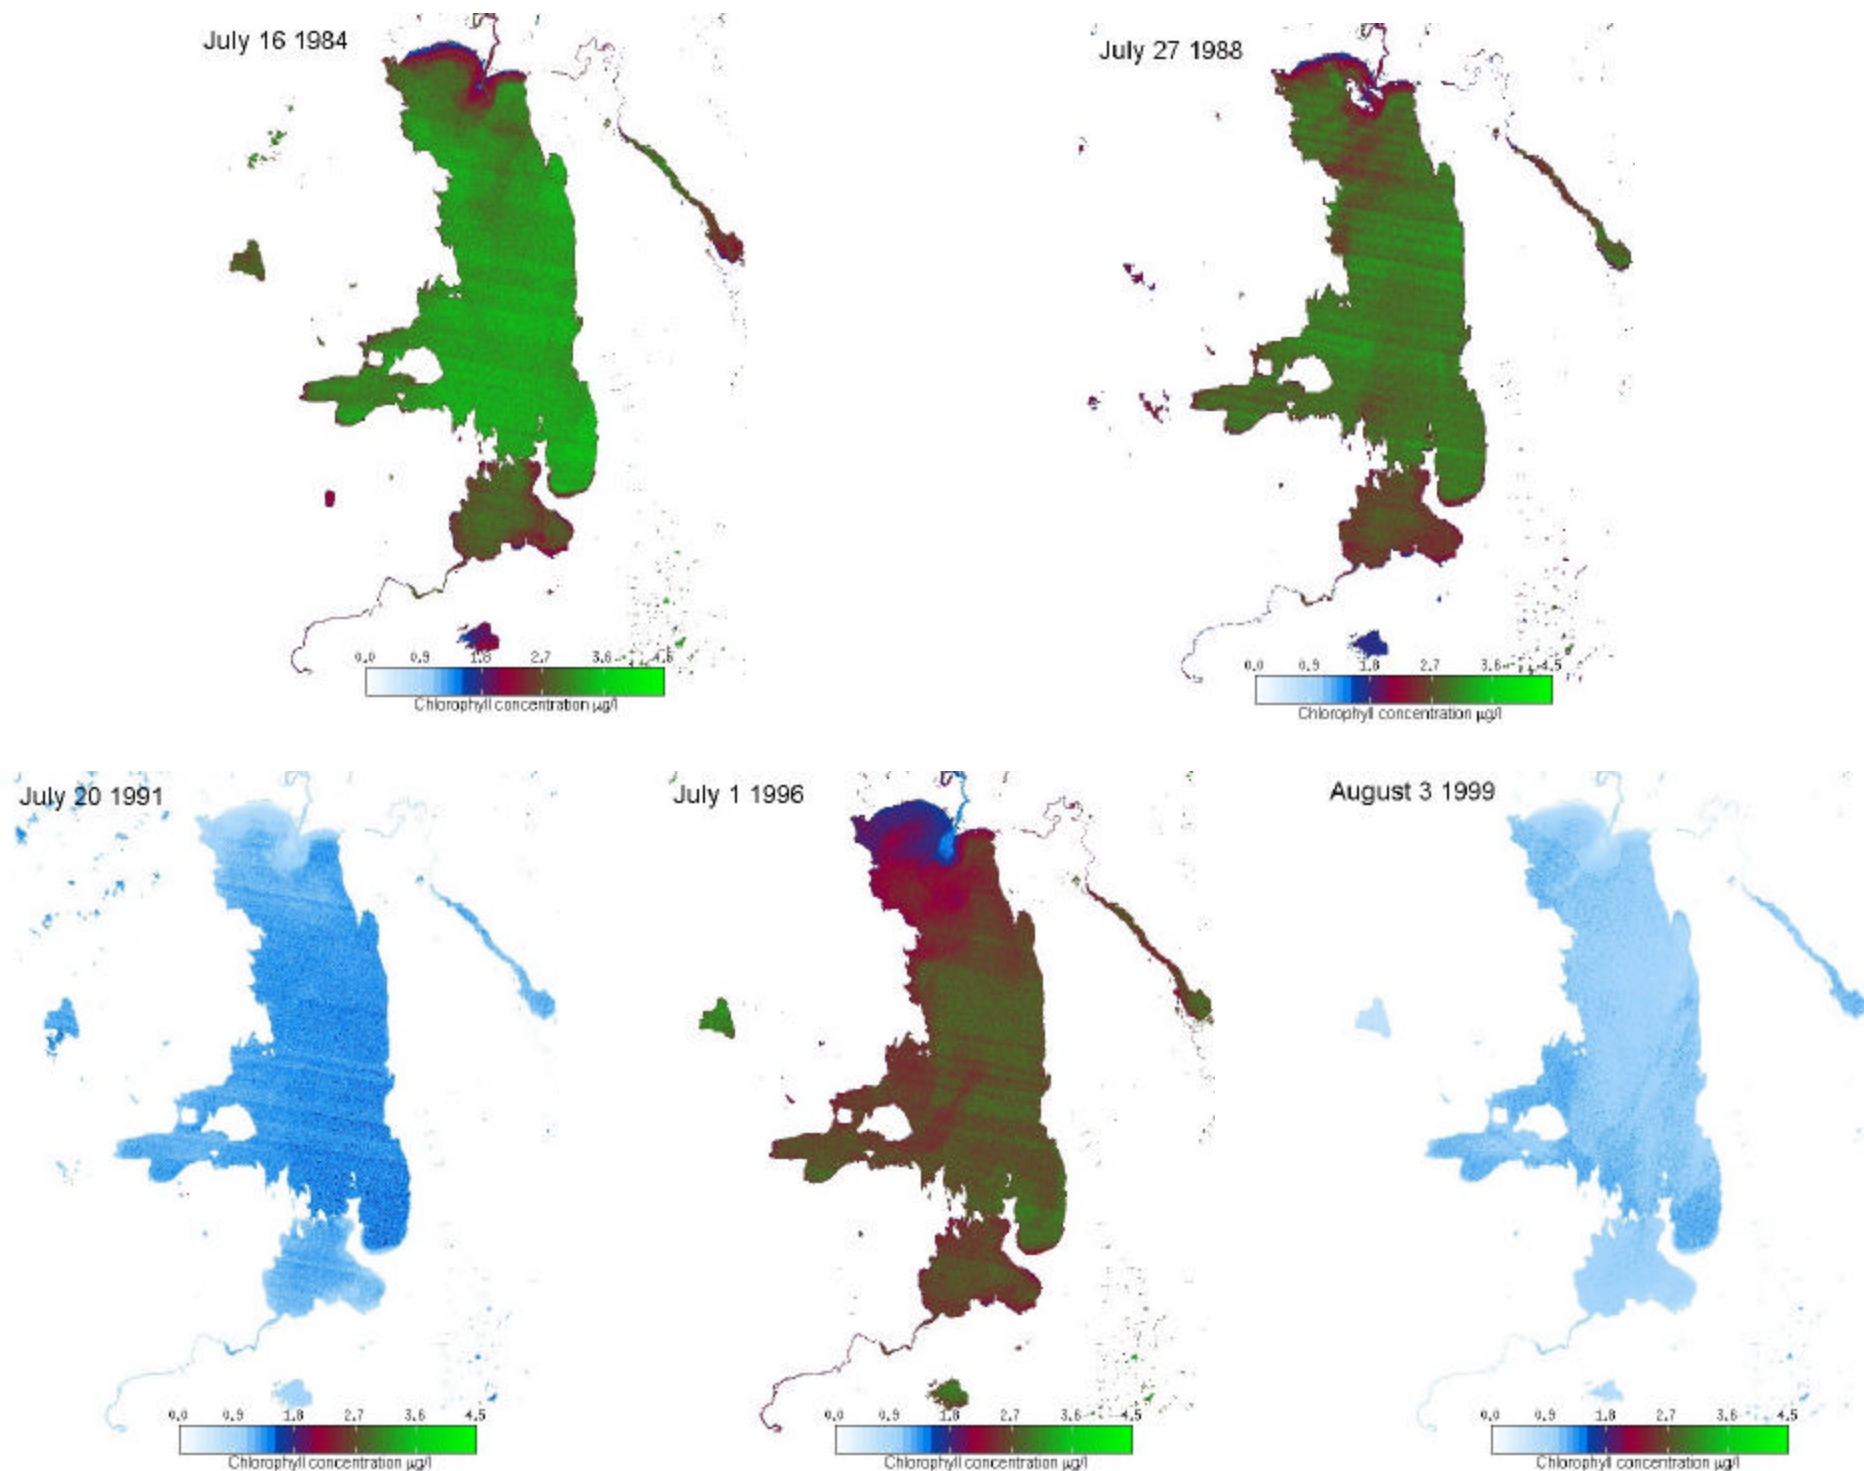 July 16 1984
July 27 1988
0.0 0.9 1.8 2.7 3.6 4.5
Chlorophyll concentration µg/l
0.0 0.9 1.8 2.7 3.6 4.5
Chlorophyll concentration µg/l
July 20 1991
July 1 1996
August 3 1999
0.0 0.9 1.8 2.7 3.6 4.5
Chlorophyll concentration µg/l
0.0 0.9 1.8 2.7 3.6 4.5
Chlorophyll concentration µg/l
0.0 0.9 1.8 2.7 3.6 4.5
Chlorophyll concentration µg/l